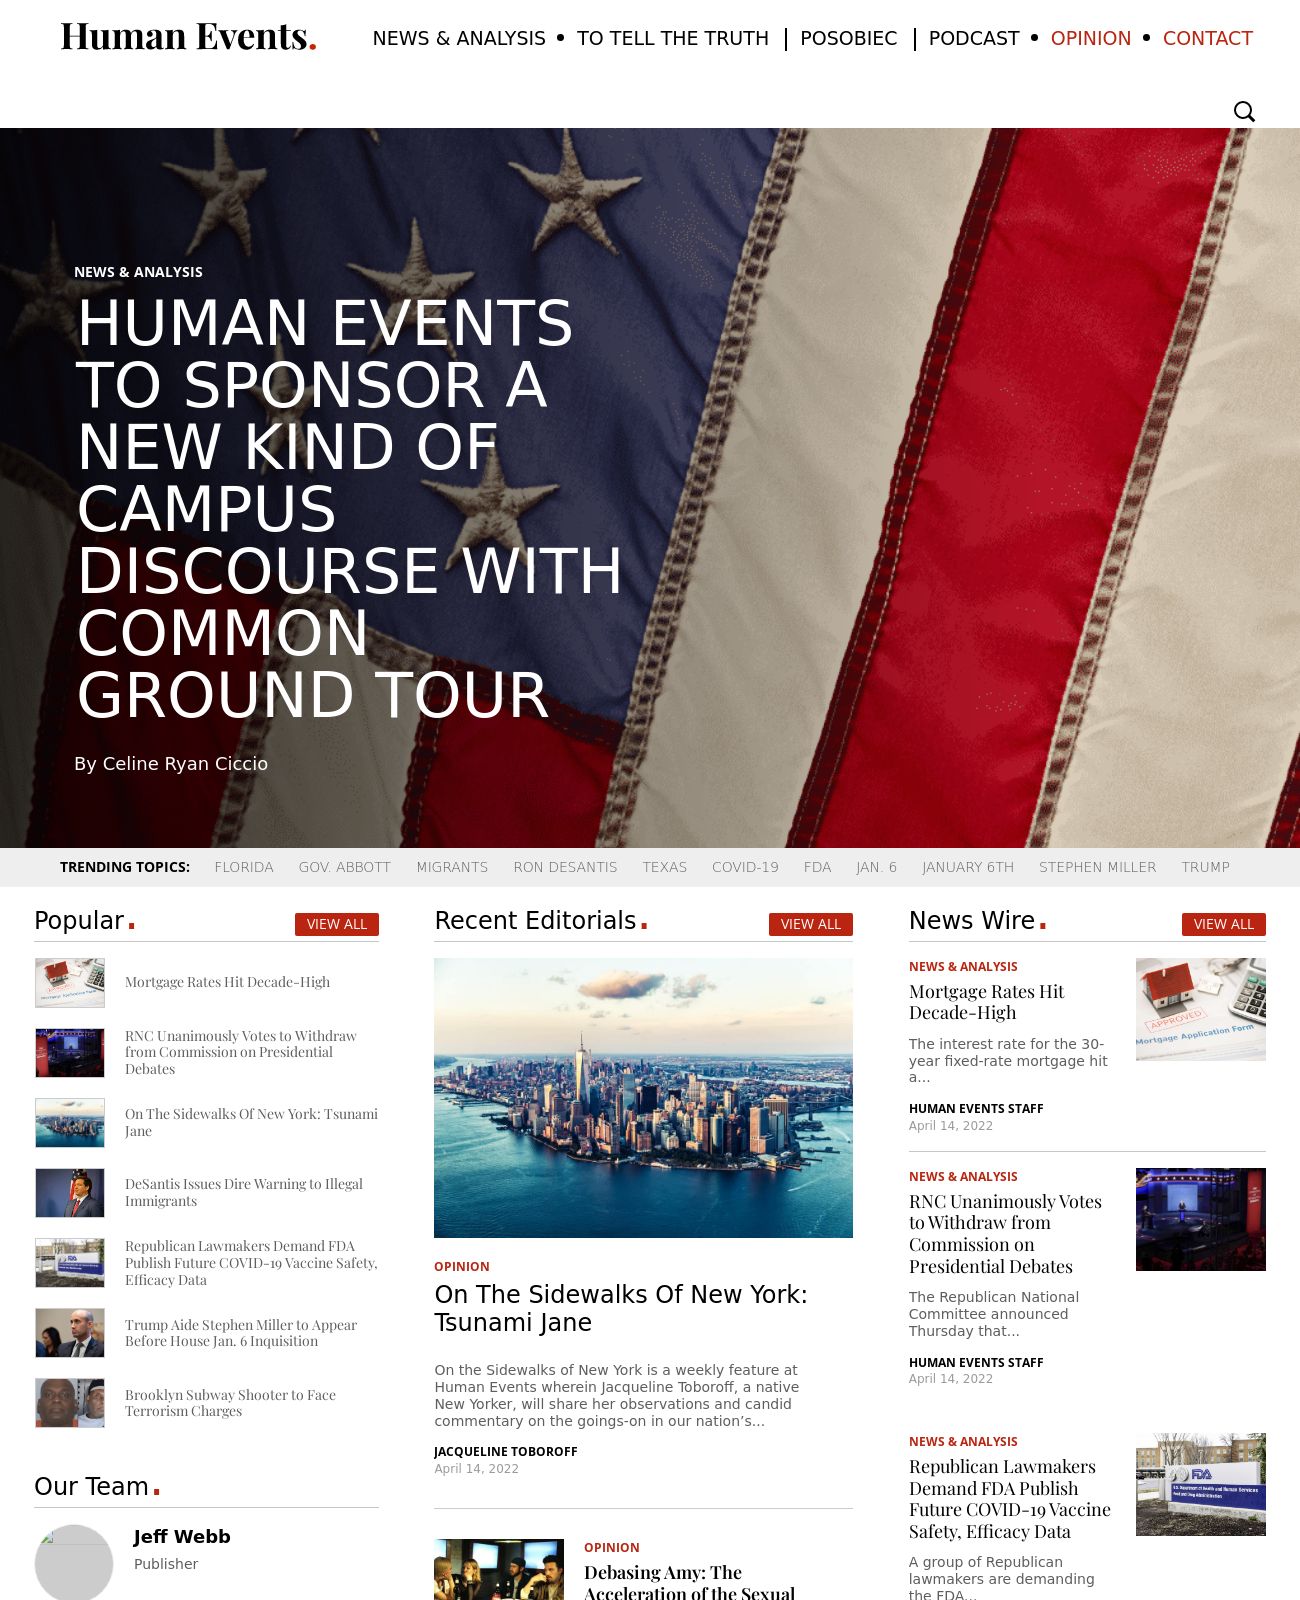 Human Events.
NEWS & ANALYSIS • TO TELL THE TRUTH | POSOBIEC | PODCAST • OPINION • CONTACT
NEWS & ANALYSIS
HUMAN EVENTS
TO SPONSOR A
NEW KIND OF
CAMPUS
DISCOURSE WITH
COMMON
GROUND TOUR
By Celine Ryan Ciccio
TRENDING TOPICS: FLORIDA GOV. ABBOTT MIGRANTS RON DESANTIS TEXAS COVID-19 FDA JAN. 6 JANUARY 6TH STEPHEN MILLER TRUMP
Popular.
VIEW ALL
Mortgage Rates Hit Decade-High
RNC Unanimously Votes to Withdraw
from Commission on Presidential
Debates
On The Sidewalks Of New York: Tsunami
Jane
DeSantis Issues Dire Warning to Illegal
Immigrants
Republican Lawmakers Demand FDA
Publish Future COVID-19 Vaccine Safety,
Efficacy Data
Trump Aide Stephen Miller to Appear
Before House Jan. 6 Inquisition
Brooklyn Subway Shooter to Face
Terrorism Charges
Our Team.
Jeff Webb
Publisher
Recent Editorials.
VIEW ALL
OPINION
On The Sidewalks Of New York:
Tsunami Jane
On the Sidewalks of New York is a weekly feature at
Human Events wherein Jacqueline Toboroff, a native
New Yorker, will share her observations and candid
commentary on the goings-on in our nation’s...
JACQUELINE TOBOROFF
April 14, 2022
OPINION
Debasing Amy: The
Acceleration of the Sexual
News Wire.
VIEW ALL
NEWS & ANALYSIS
Mortgage Rates Hit
Decade-High
The interest rate for the 30-
year fixed-rate mortgage hit
a...
HUMAN EVENTS STAFF
April 14, 2022
APPROVED
Mortgage Application Form
NEWS & ANALYSIS
RNC Unanimously Votes
to Withdraw from
Commission on
Presidential Debates
The Republican National
Committee announced
Thursday that...
HUMAN EVENTS STAFF
April 14, 2022
NEWS & ANALYSIS
Republican Lawmakers
Demand FDA Publish
Future COVID-19 Vaccine
Safety, Efficacy Data
A group of Republican
lawmakers are demanding
the FDA...
FDA
U.S. Department of Health and Human Services
Food and Drug Administration